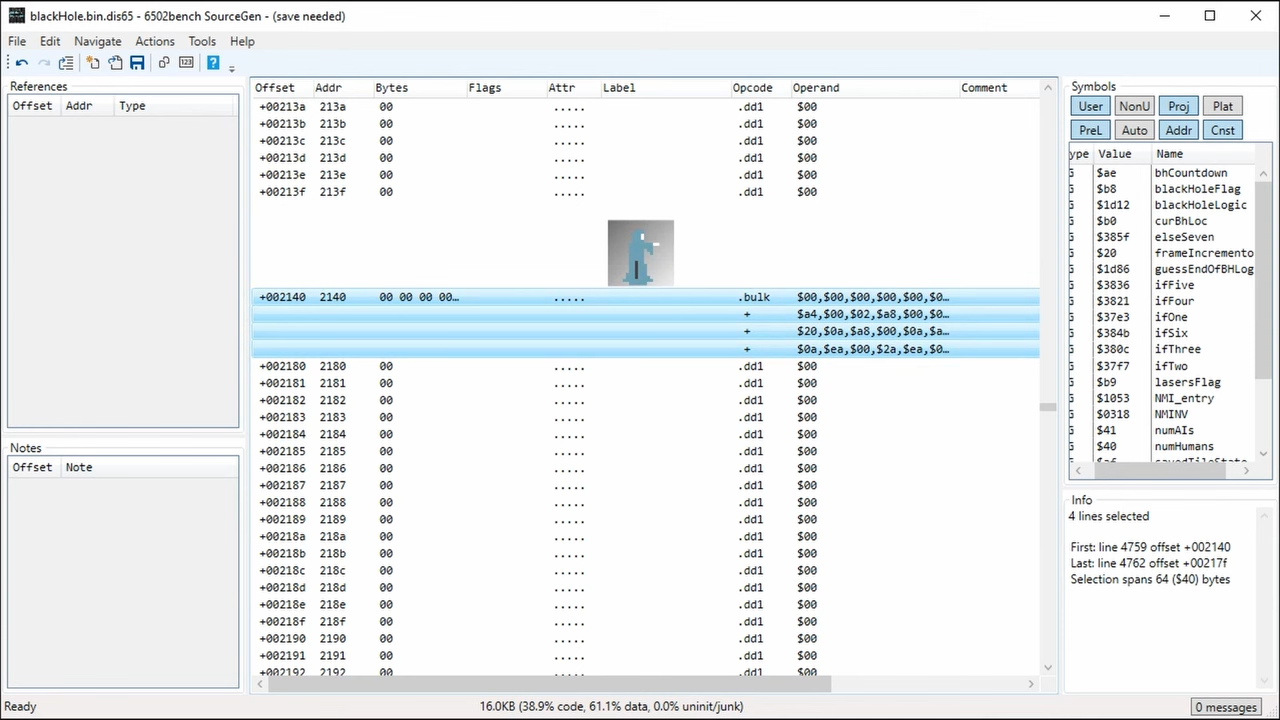 blackHole.bin.dis65 - 6502bench SourceGen - (save needed)
File Edit Navigate Actions Tools Help
References
Offset Addr Type
Notes
Offset Note
Offset Addr Bytes Flags Attr Label Opcode Operand Comment
+00213a 213a 00 ..... .dd1 $00
+00213b 213b 00 ..... .dd1 $00
+00213c 213c 00 ..... .dd1 $00
+00213d 213d 00 ..... .dd1 $00
+00213e 213e 00 ..... .dd1 $00
+00213f 213f 00 ..... .dd1 $00
+002140 2140 00 00 00 00… ..... .bulk $00,$00,$00,$00,$00,$0…
+ $a4,$00,$02,$a8,$00,$0…
+ $20,$0a,$a8,$00,$0a,$a…
+ $0a,$ea,$00,$2a,$ea,$0…
+002180 2180 00 ..... .dd1 $00
+002181 2181 00 ..... .dd1 $00
+002182 2182 00 ..... .dd1 $00
+002183 2183 00 ..... .dd1 $00
+002184 2184 00 ..... .dd1 $00
+002185 2185 00 ..... .dd1 $00
+002186 2186 00 ..... .dd1 $00
+002187 2187 00 ..... .dd1 $00
+002188 2188 00 ..... .dd1 $00
+002189 2189 00 ..... .dd1 $00
+00218a 218a 00 ..... .dd1 $00
+00218b 218b 00 ..... .dd1 $00
+00218c 218c 00 ..... .dd1 $00
+00218d 218d 00 ..... .dd1 $00
+00218e 218e 00 ..... .dd1 $00
+00218f 218f 00 ..... .dd1 $00
+002190 2190 00 ..... .dd1 $00
+002191 2191 00 ..... .dd1 $00
+002192 2192 00 ..... .dd1 $00
Symbols
User NonU Proj Plat
PreL Auto Addr Cnst
ype Value Name
$ae bhCountdown
$b8 blackHoleFlag
$1d12 blackHoleLogic
$b0 curBhLoc
$385f elseSeven
$20 frameIncremento
$1d86 guessEndOfBHLog
$3836 ifFive
$3821 ifFour
$37e3 ifOne
$384b ifSix
$380c ifThree
$37f7 ifTwo
$b9 lasersFlag
$1053 NMI_entry
$0318 NMINV
$41 numAIs
$40 numHumans
Info
4 lines selected
First: line 4759 offset +002140
Last: line 4762 offset +00217f
Selection spans 64 ($40) bytes
Ready
16.0KB (38.9% code, 61.1% data, 0.0% uninit/junk)
0 messages